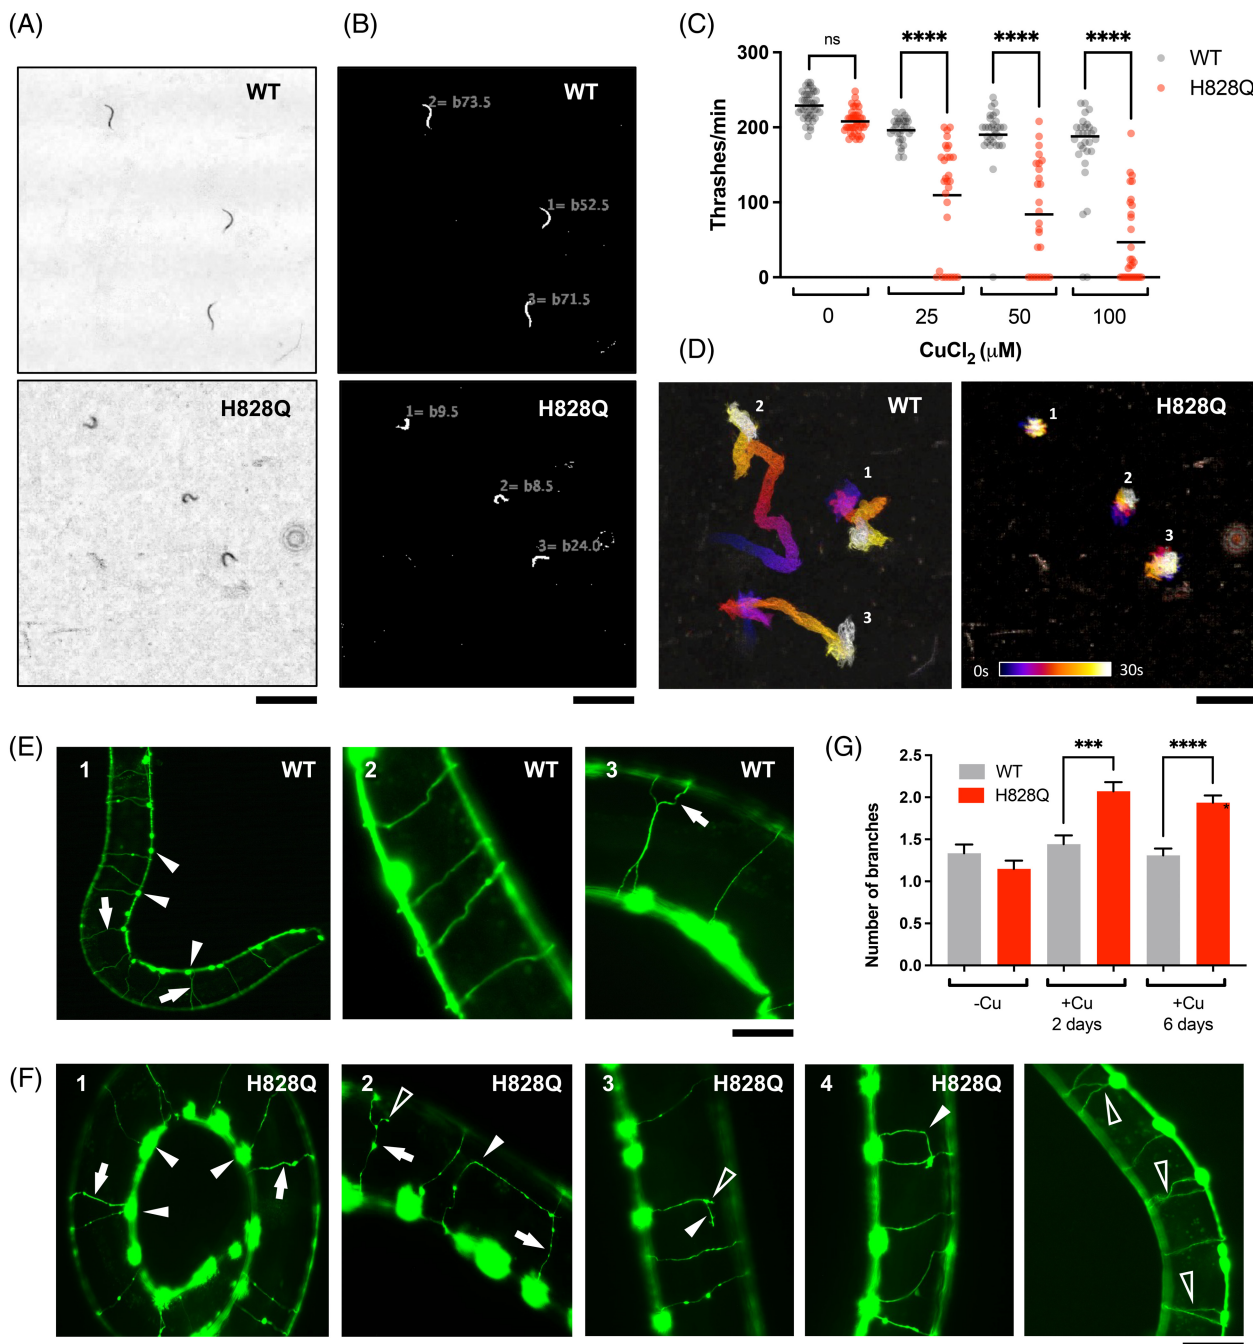 (A)
WT
H828Q
(B)
2= b73.5
WT
1= b52.5
3= b71.5
H828Q
1= b9.5
2= b8.5
3= b24.0
(C)
Thrashes/min
300
200
100
0
ns
****
****
****
WT
H828Q
0
25
50
100
CuCl2 (μM)
(D)
WT
2
1
3
H828Q
1
2
3
0s
30s
(E)
1
WT
2
WT
3
WT
(F)
1
H828Q
2
H828Q
3
H828Q
4
H828Q
(G)
Number of branches
2.5
2.0
1.5
1.0
0.5
0.0
WT
H828Q
***
****
*
-Cu
+Cu
2 days
+Cu
6 days